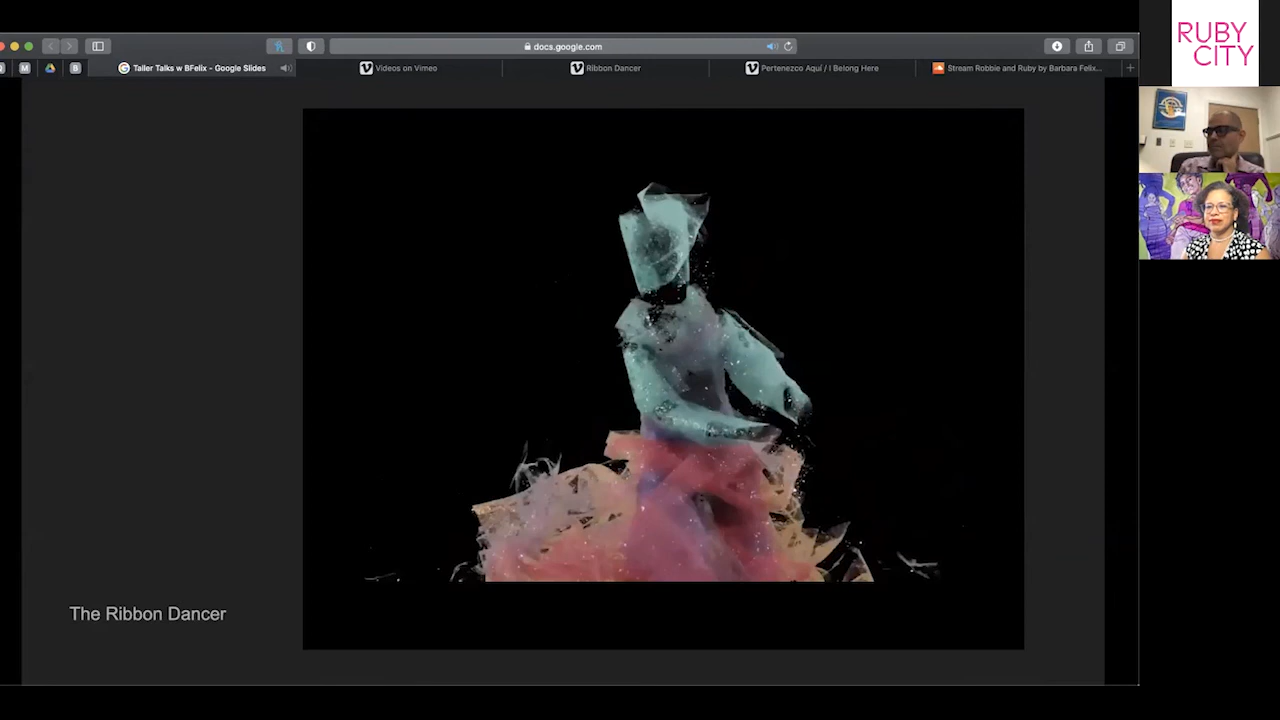 docs.google.com
M
B
Tailer Talks w BFelix - Google Slides
Videos on Vimeo
Ribbon Dancer
Pertenezco Aquí / I Belong Here
Stream Robbie and Ruby by Barbara Felix...
RUBY
CITY
The Ribbon Dancer